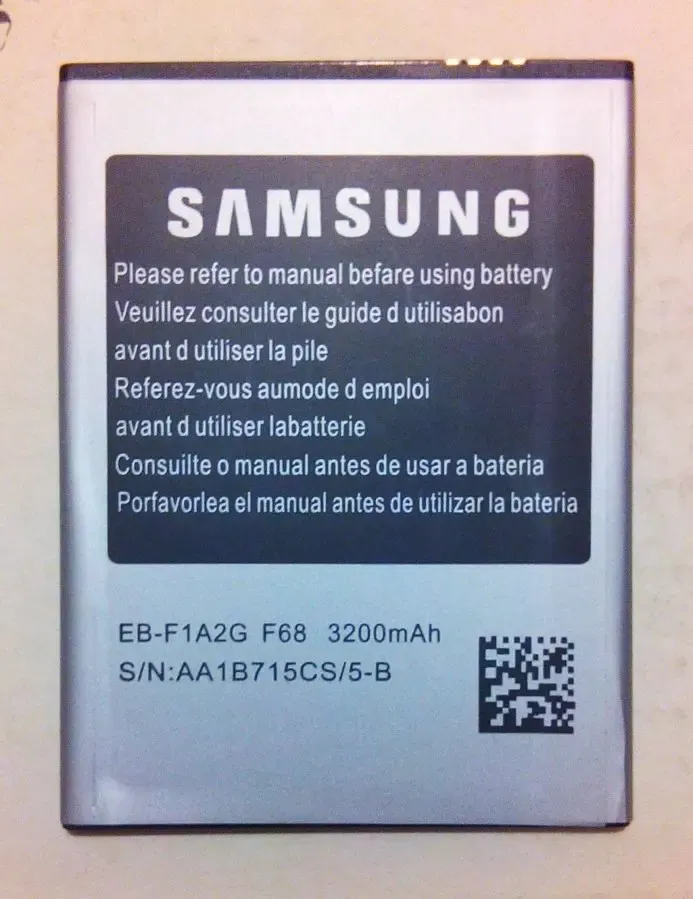 SAMSUNG
Please refer to manual befare using battery
Veuillez consulter le guide d utilisabon
avant d utiliser la pile
Referez-vous aumode d emploi
avant d utiliser labatterie
Consuilte o manual antes de usar a bateria
Porfavorlea el manual antes de utilizar la bateria
EB-F1A2G F68 3200mAh
S/N:AA1B715CS/5-B